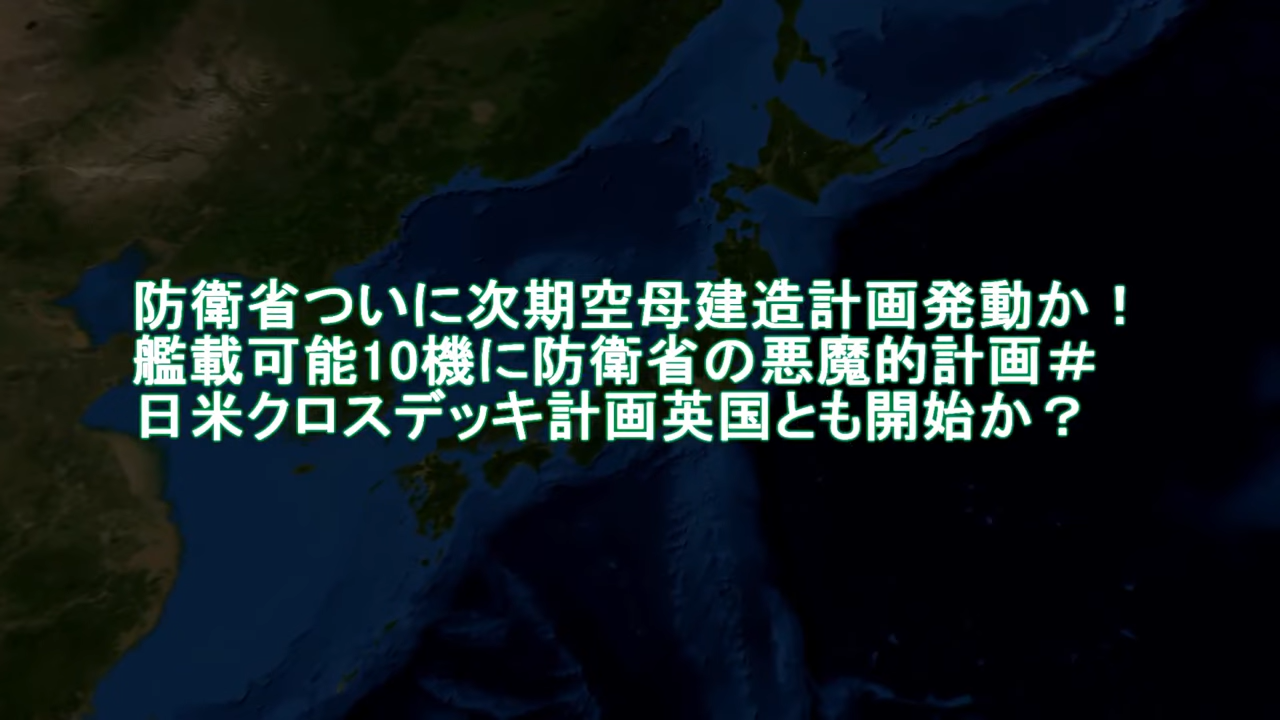 防衛省ついに次期空母建造計画発動か！
艦載可能10機に防衛省の悪魔的計画＃
日米クロスデッキ計画英国とも開始か？